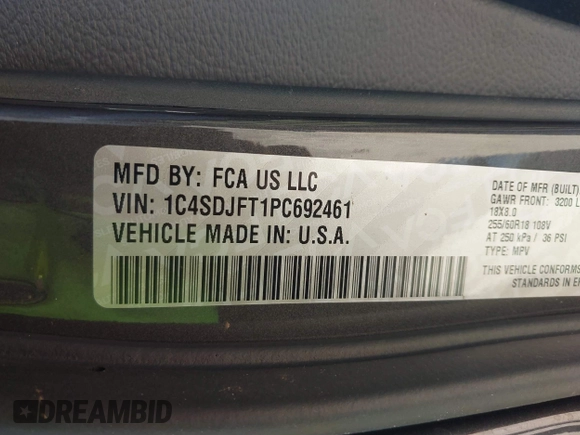 MFD BY: FCA US LLC
VIN: 1C4SDJFT1PC692461
VEHICLE MADE IN: U.S.A.
DATE OF MFR (BUILT)
GAWR FRONT: 3200
18X8.0
255/60R18 108V
AT 250 kPa / 36 PSI
TYPE: MPV
THIS VEHICLE CONFORMS
STANDARDS IN
DREAMBID